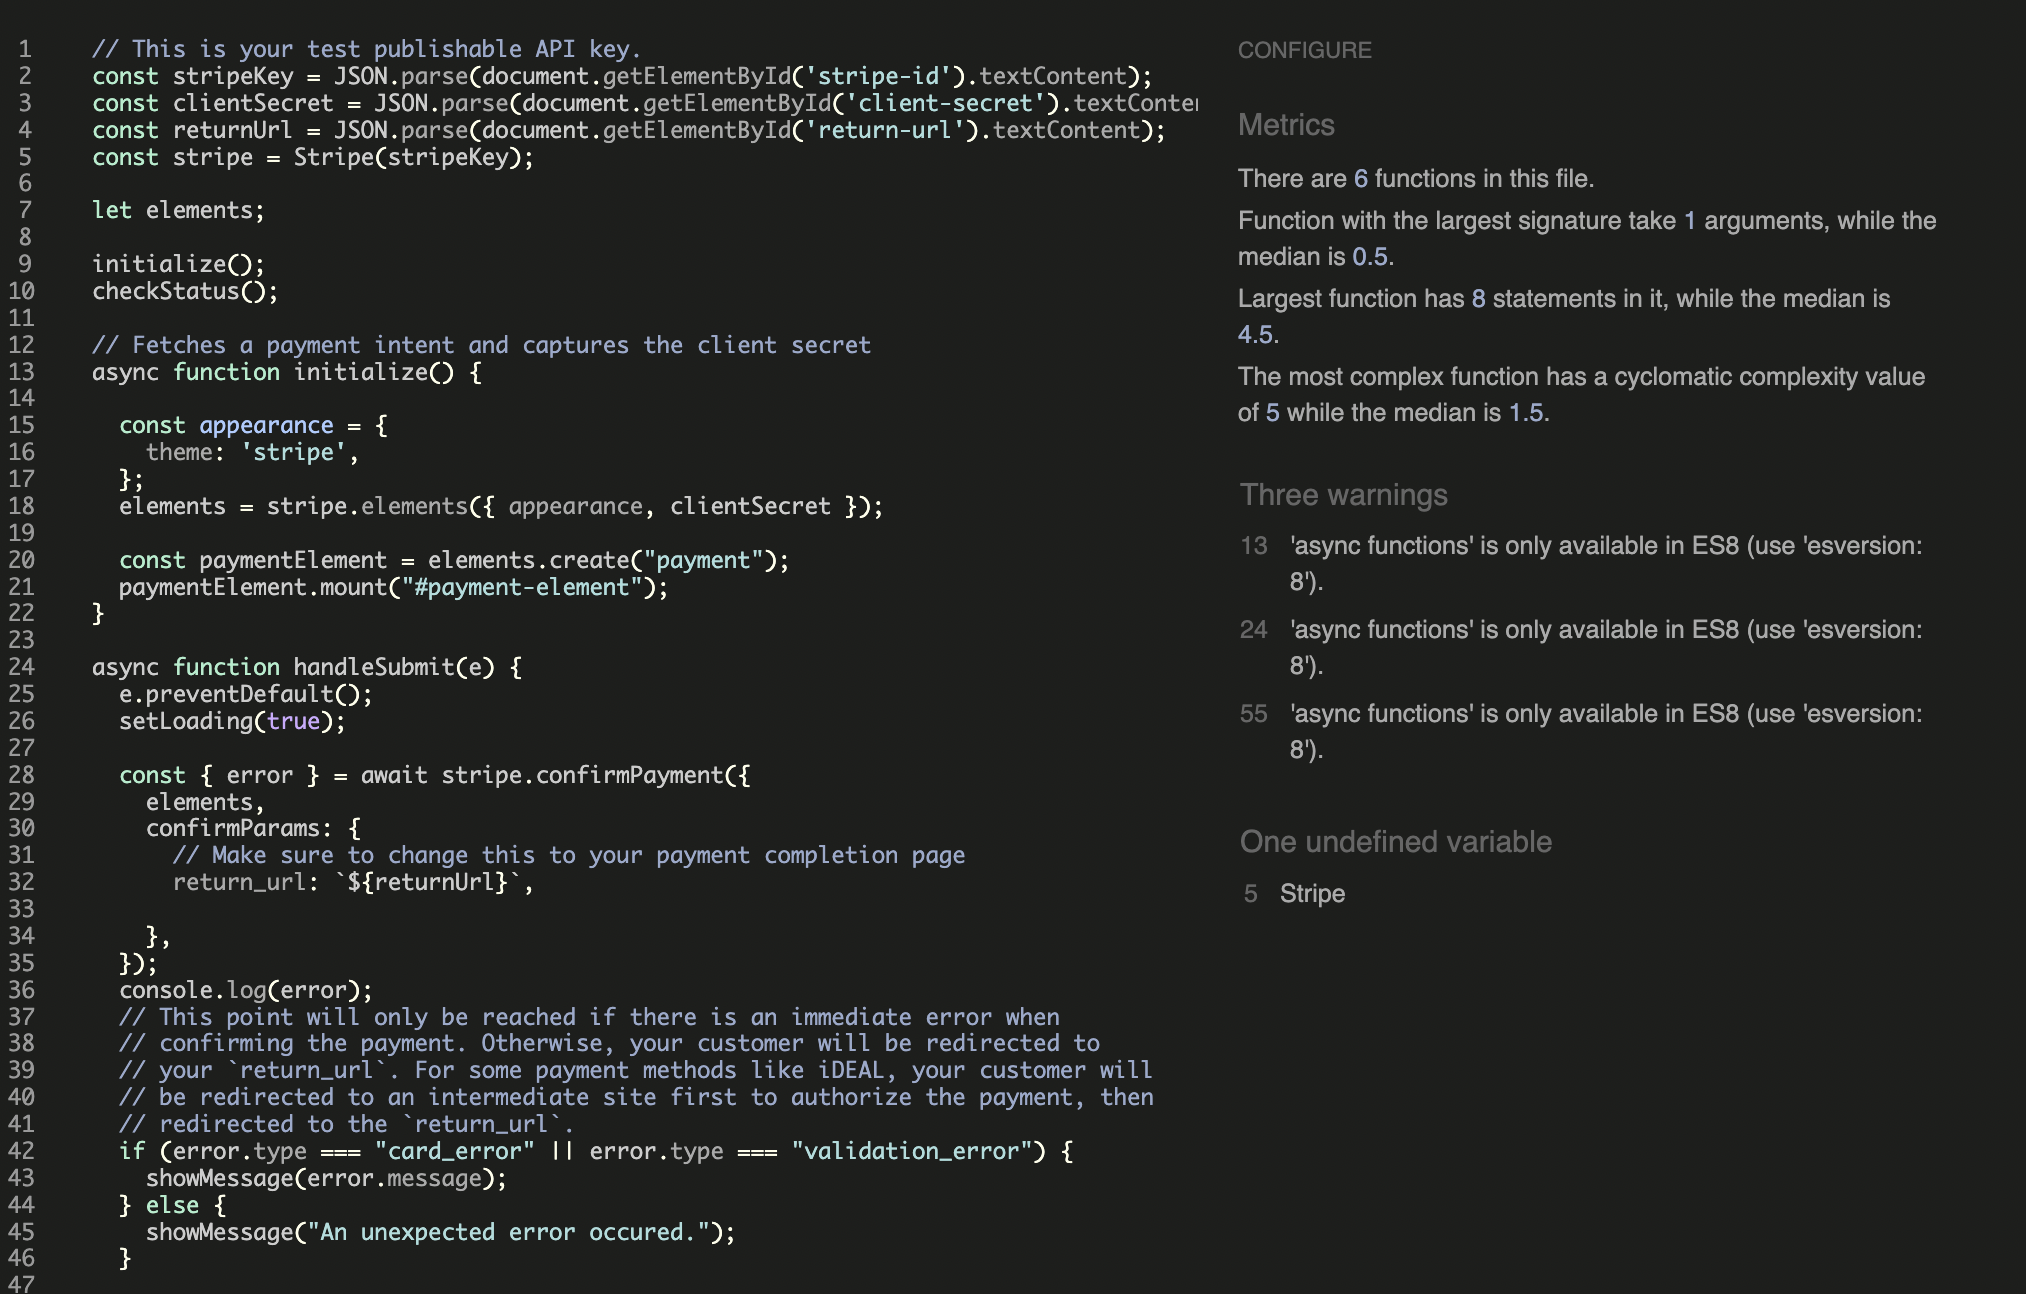 1 // This is your test publishable API key.
2 const stripeKey = JSON.parse(document.getElementById('stripe-id').textContent);
3 const clientSecret = JSON.parse(document.getElementById('client-secret').textConten
4 const returnUrl = JSON.parse(document.getElementById('return-url').textContent);
5 const stripe = Stripe(stripeKey);
6
7 let elements;
8
9 initialize();
10 checkStatus();
11
12 // Fetches a payment intent and captures the client secret
13 async function initialize() {
14
15 const appearance = {
16 theme: 'stripe',
17 };
18 elements = stripe.elements({ appearance, clientSecret });
19
20 const paymentElement = elements.create("payment");
21 paymentElement.mount("#payment-element");
22 }
23
24 async function handleSubmit(e) {
25 e.preventDefault();
26 setLoading(true);
27
28 const { error } = await stripe.confirmPayment({
29 elements,
30 confirmParams: {
31 // Make sure to change this to your payment completion page
32 return_url: `${returnUrl}`,
33
34 },
35 });
36 console.log(error);
37 // This point will only be reached if there is an immediate error when
38 // confirming the payment. Otherwise, your customer will be redirected to
39 // your `return_url`. For some payment methods like iDEAL, your customer will
40 // be redirected to an intermediate site first to authorize the payment, then
41 // redirected to the `return_url`.
42 if (error.type === "card_error" || error.type === "validation_error") {
43 showMessage(error.message);
44 } else {
45 showMessage("An unexpected error occured.");
46 }
47
CONFIGURE
Metrics
There are 6 functions in this file.
Function with the largest signature take 1 arguments, while the
median is 0.5.
Largest function has 8 statements in it, while the median is
4.5.
The most complex function has a cyclomatic complexity value
of 5 while the median is 1.5.
Three warnings
13 'async functions' is only available in ES8 (use 'esversion:
8').
24 'async functions' is only available in ES8 (use 'esversion:
8').
55 'async functions' is only available in ES8 (use 'esversion:
8').
One undefined variable
5 Stripe